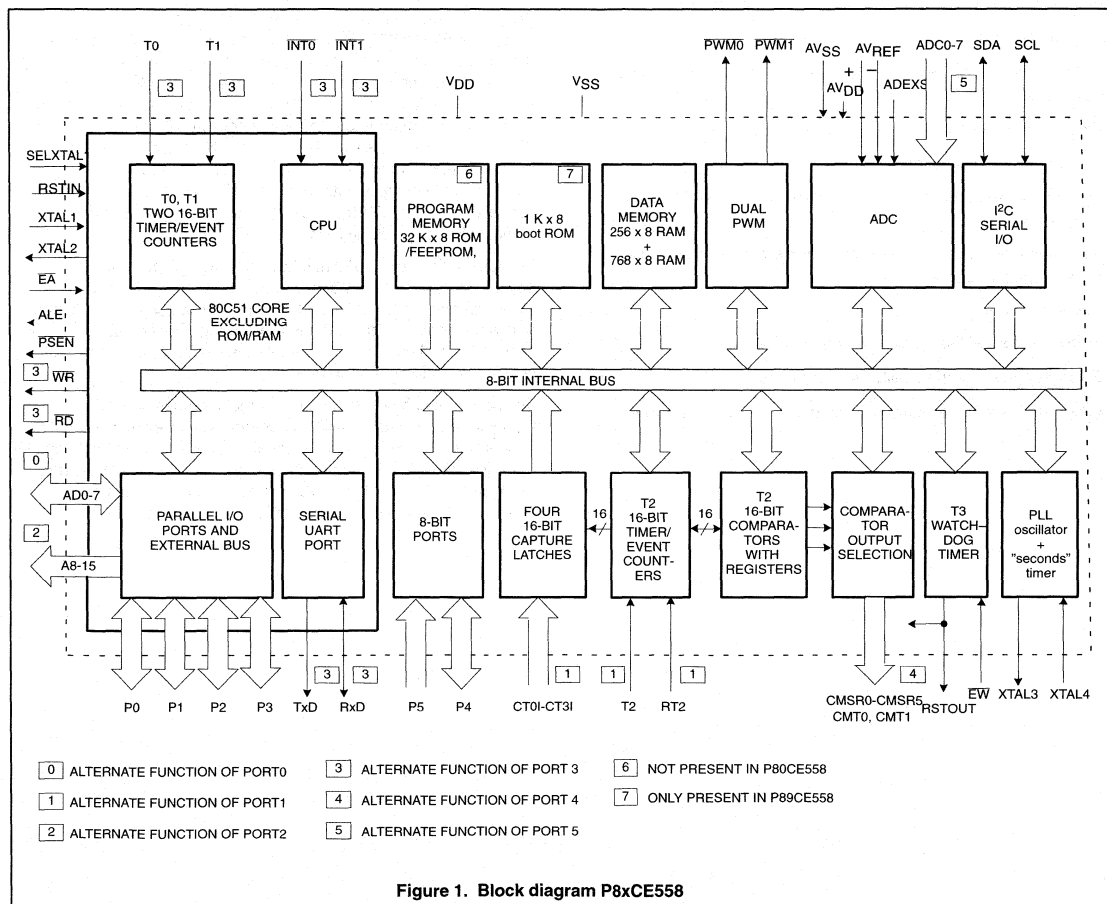 T0 T1 INT0 INT1 PWM0 PWM1 AVSS AVREF ADC0-7 SDA SCL
3 3 3 3 VDD VSS + − AVDD ADEXS 5
SELXTAL1
RSTIN
XTAL1
XTAL2
EA
ALE
PSEN
3 WR
3 RD
0
AD0-7
2
A8-15
T0, T1
TWO 16-BIT
TIMER/EVENT
COUNTERS
CPU
80C51 CORE
EXCLUDING
ROM/RAM
6
PROGRAM
MEMORY
32 K x 8 ROM
/FEEPROM,
7
1 K x 8
boot ROM
DATA
MEMORY
256 x 8 RAM
+
768 x 8 RAM
DUAL
PWM
ADC
I²C
SERIAL
I/O
8-BIT INTERNAL BUS
PARALLEL I/O
PORTS AND
EXTERNAL BUS
SERIAL
UART
PORT
8-BIT
PORTS
FOUR
16-BIT
CAPTURE
LATCHES
16
T2
16-BIT
TIMER/
EVENT
COUNT-
ERS
16
T2
16-BIT
COMPARA-
TORS
WITH
REGISTERS
COMPARA-
TOR
OUTPUT
SELECTION
T3
WATCH–
DOG
TIMER
PLL
oscillator
+
"seconds"
timer
3 3 1 1 1 4
P0 P1 P2 P3 TxD RxD P5 P4 CT0I-CT3I T2 RT2 CMSR0-CMSR5
CMT0, CMT1
RSTOUT EW XTAL3 XTAL4
0 ALTERNATE FUNCTION OF PORT0
1 ALTERNATE FUNCTION OF PORT1
2 ALTERNATE FUNCTION OF PORT2
3 ALTERNATE FUNCTION OF PORT 3
4 ALTERNATE FUNCTION OF PORT 4
5 ALTERNATE FUNCTION OF PORT 5
6 NOT PRESENT IN P80CE558
7 ONLY PRESENT IN P89CE558
Figure 1. Block diagram P8xCE558